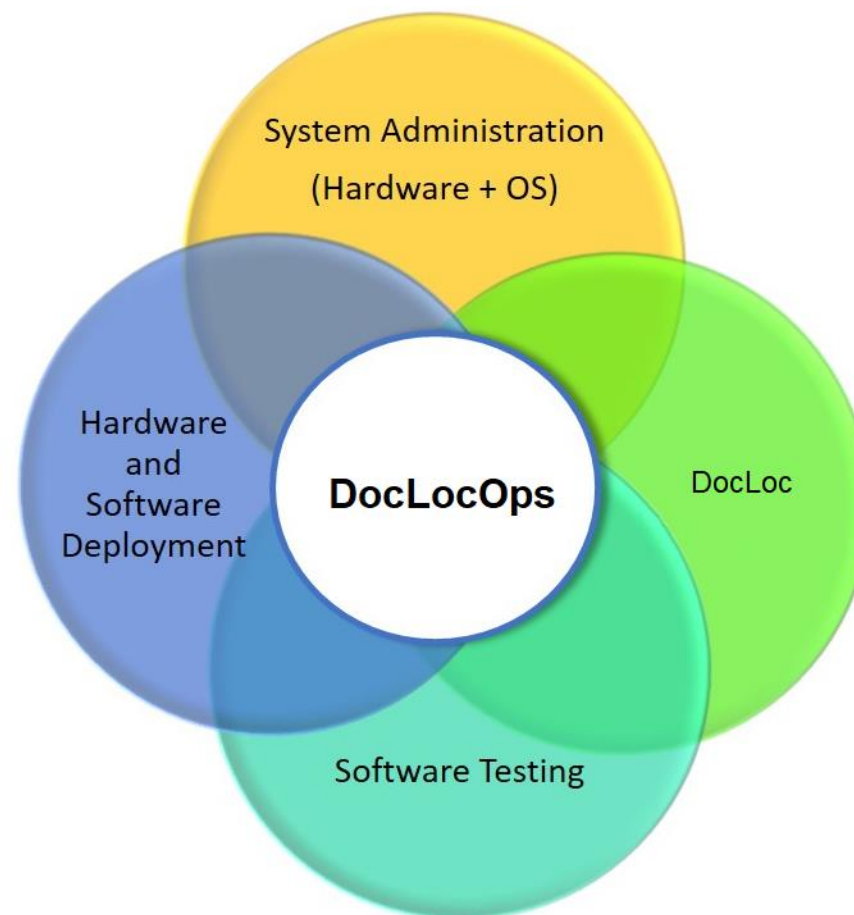 System Administration
(Hardware + OS)
Hardware
and
Software
Deployment
DocLocOps
DocLoc
Software Testing